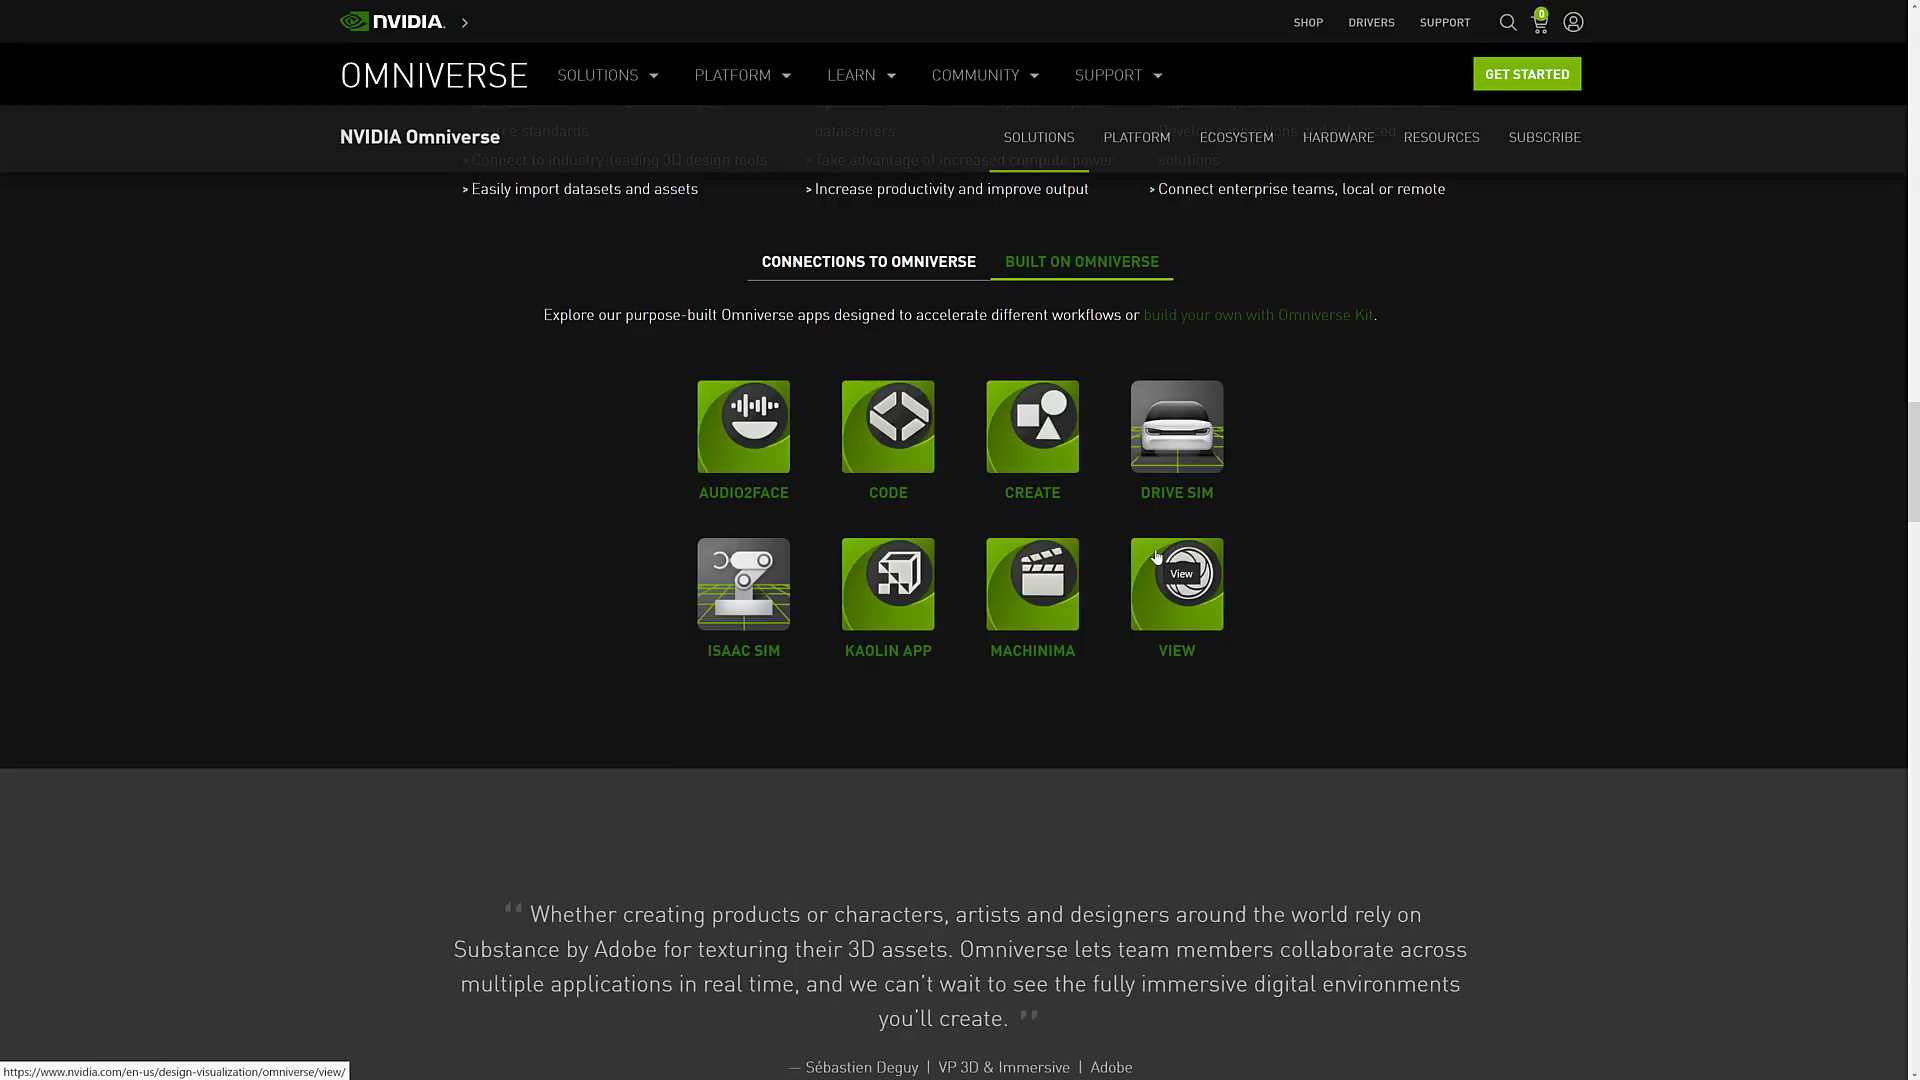 NVIDIA.
SHOP
DRIVERS
SUPPORT
0
OMNIVERSE
SOLUTIONS
PLATFORM
LEARN
COMMUNITY
SUPPORT
GET STARTED
NVIDIA Omniverse
SOLUTIONS
PLATFORM
ECOSYSTEM
HARDWARE
RESOURCES
SUBSCRIBE
standards
datacenters
> Connect to industry-leading 3D design tools
> Take advantage of increased compute power
solutions
> Easily import datasets and assets
> Increase productivity and improve output
> Connect enterprise teams, local or remote
CONNECTIONS TO OMNIVERSE
BUILT ON OMNIVERSE
Explore our purpose-built Omniverse apps designed to accelerate different workflows or build your own with Omniverse Kit.
AUDIO2FACE
CODE
CREATE
DRIVE SIM
View
ISAAC SIM
KAOLIN APP
MACHINIMA
VIEW
“ Whether creating products or characters, artists and designers around the world rely on
Substance by Adobe for texturing their 3D assets. Omniverse lets team members collaborate across
multiple applications in real time, and we can’t wait to see the fully immersive digital environments
you’ll create. ”
— Sébastien Deguy | VP 3D & Immersive | Adobe
https://www.nvidia.com/en-us/design-visualization/omniverse/view/